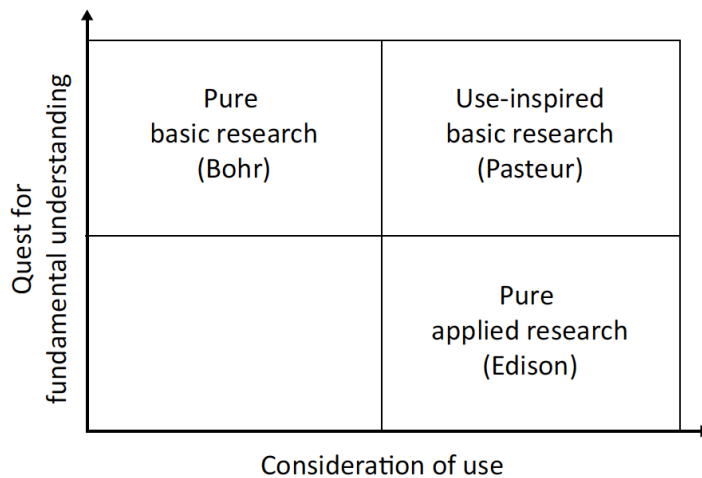 Quest for
fundamental understanding
Pure
basic research
(Bohr)
Use-inspired
basic research
(Pasteur)
Pure
applied research
(Edison)
Consideration of use